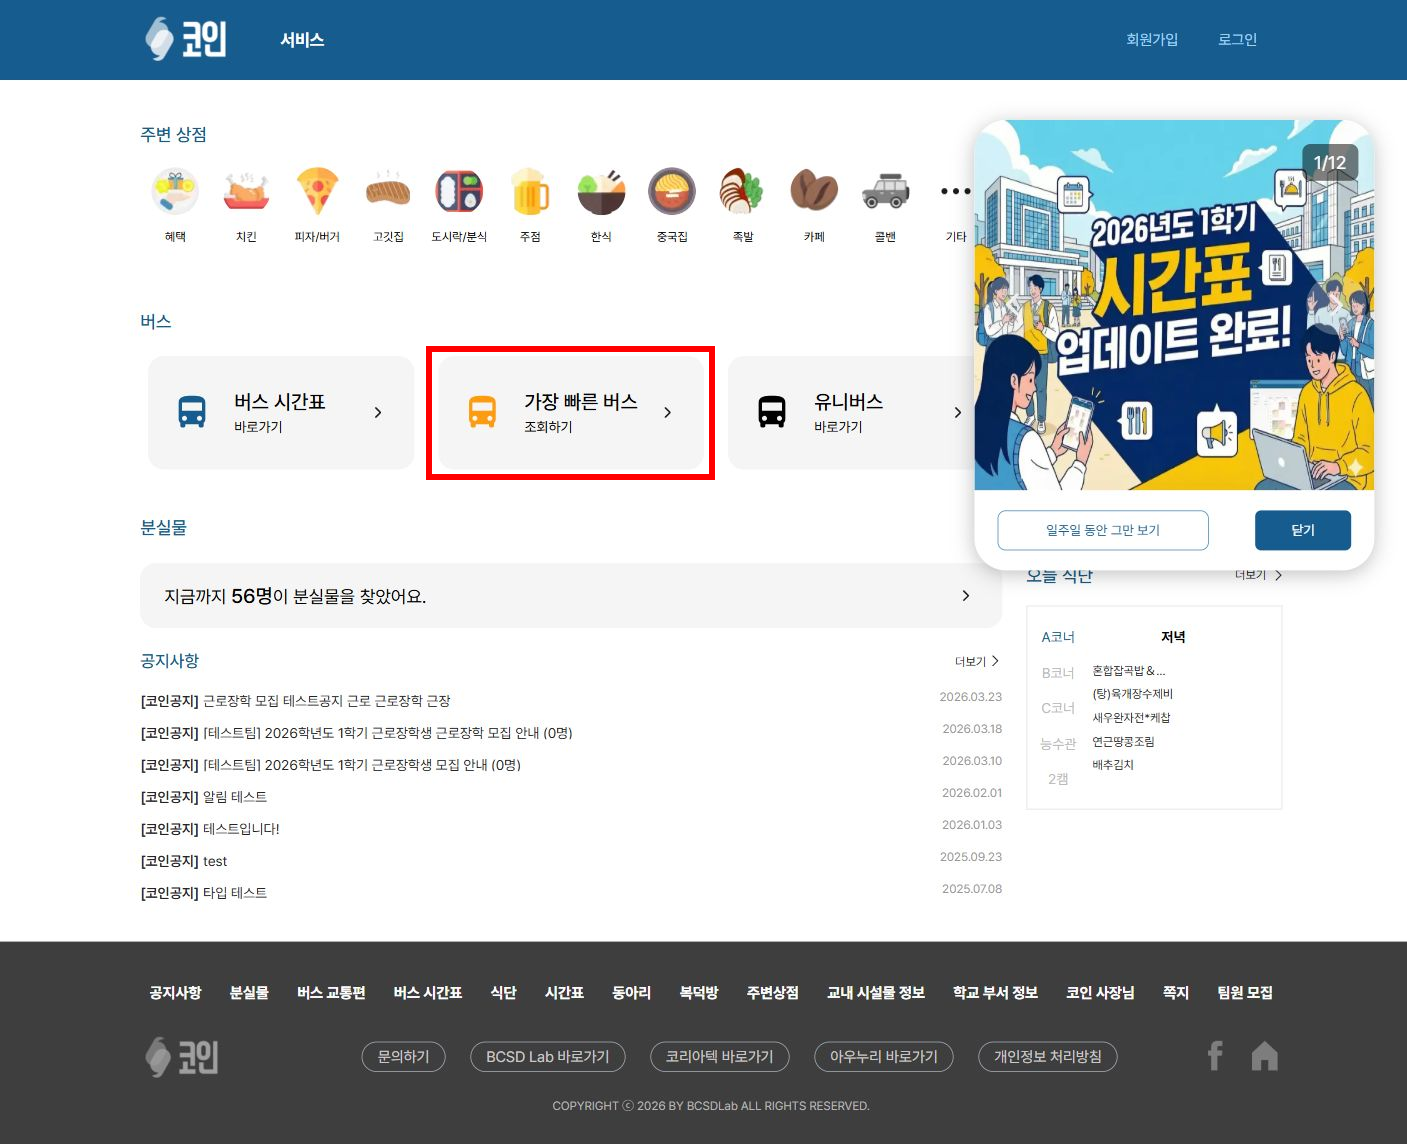 코인
서비스
회원가입
로그인
주변 상점
혜택
치킨
피자/버거
고깃집
도시락/분식
주점
한식
중국집
족발
카페
콜밴
기타
1/12
2026년도 1학기
시간표
업데이트 완료!
일주일 동안 그만 보기
닫기
버스
버스 시간표
바로가기
가장 빠른 버스
조회하기
유니버스
바로가기
분실물
지금까지 56명이 분실물을 찾았어요.
공지사항
더보기
[코인공지] 근로장학 모집 테스트공지 근로 근로장학 근장
2026.03.23
[코인공지] [테스트팀] 2026학년도 1학기 근로장학생 근로장학 모집 안내 (0명)
2026.03.18
[코인공지] [테스트팀] 2026학년도 1학기 근로장학생 모집 안내 (0명)
2026.03.10
[코인공지] 알림 테스트
2026.02.01
[코인공지] 테스트입니다!
2026.01.03
[코인공지] test
2025.09.23
[코인공지] 타입 테스트
2025.07.08
오늘 식단
더보기
A코너
저녁
B코너
C코너
능수관
2캠
혼합잡곡밥 & ...
(탕)육개장수제비
새우완자전*케찹
연근땅콩조림
배추김치
공지사항
분실물
버스 교통편
버스 시간표
식단
시간표
동아리
복덕방
주변상점
교내 시설물 정보
학교 부서 정보
코인 사장님
쪽지
팀원 모집
코인
문의하기
BCSD Lab 바로가기
코리아텍 바로가기
아우누리 바로가기
개인정보 처리방침
COPYRIGHT ⓒ 2026 BY BCSDLab ALL RIGHTS RESERVED.